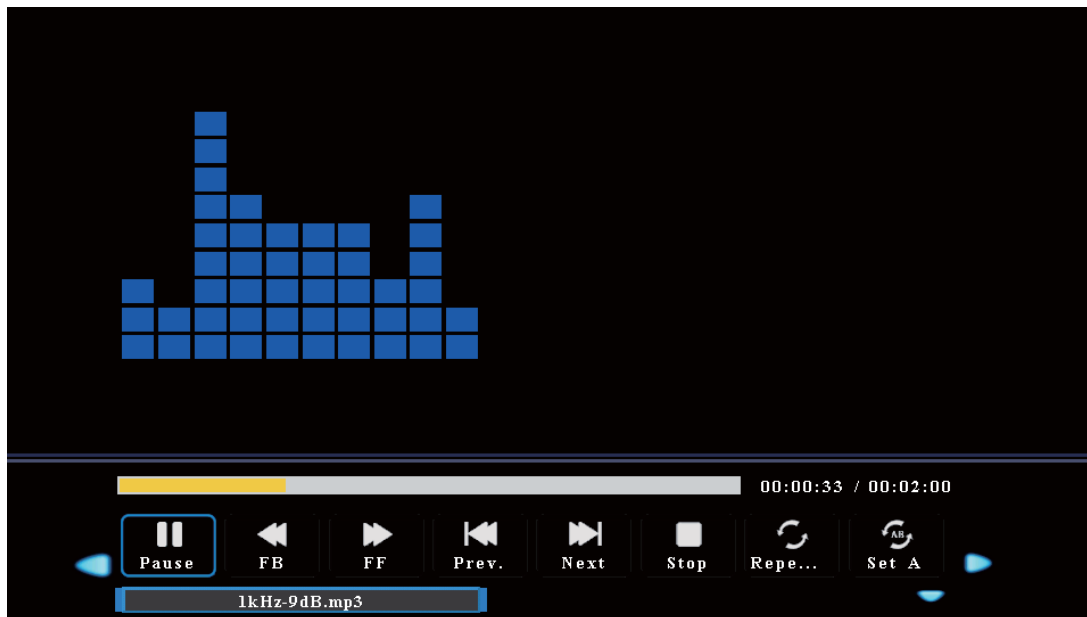 00:00:33 / 00:02:00
Pause FB FF Prev. Next Stop Repe... AB Set A
1kHz-9dB.mp3